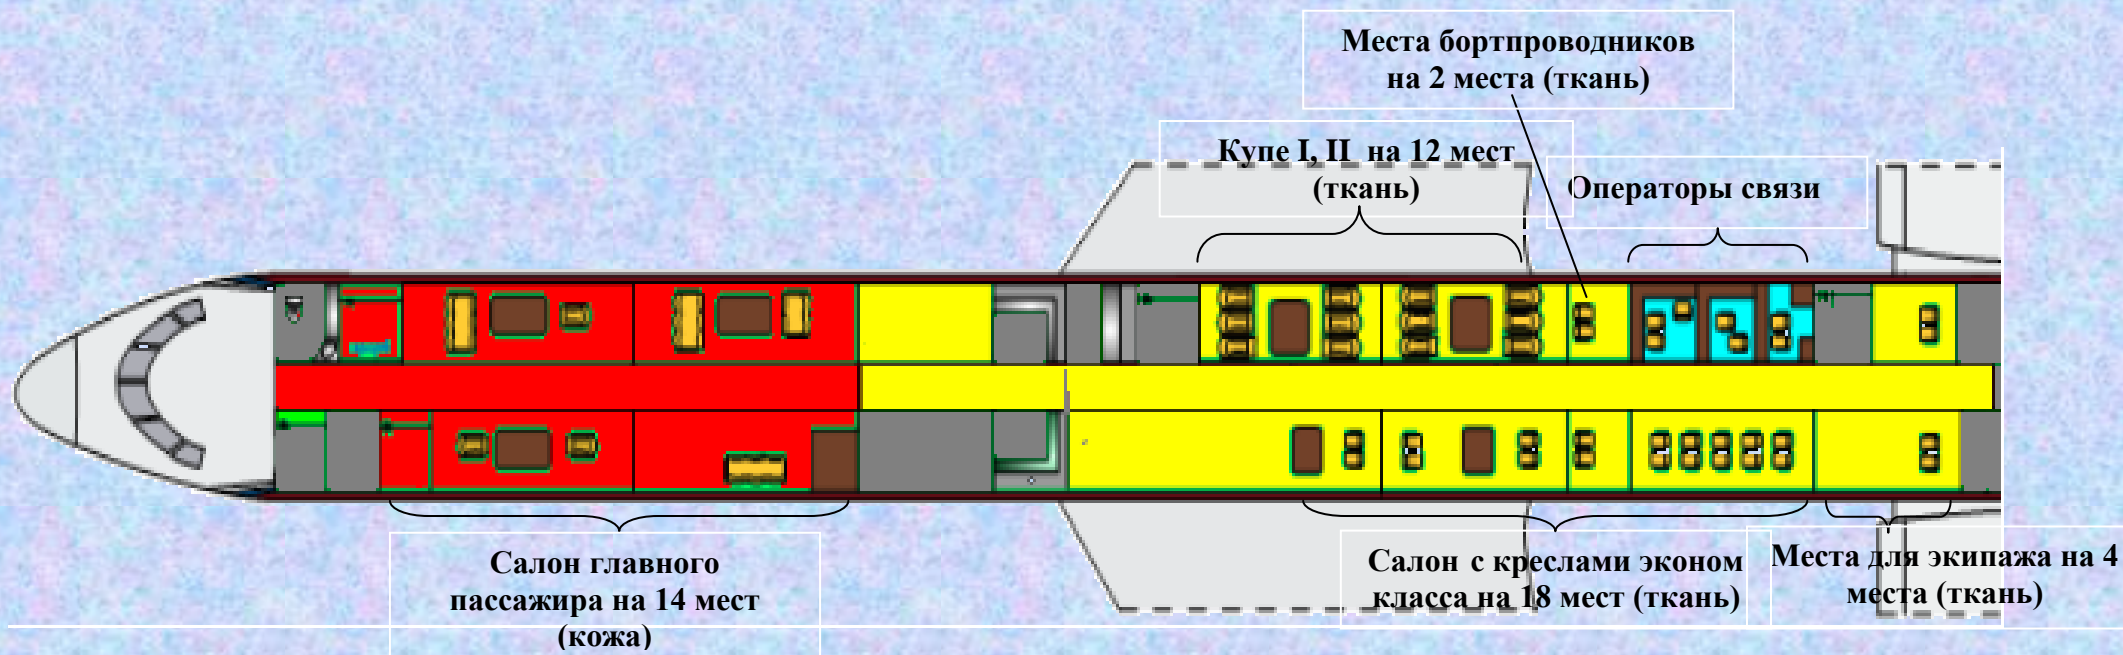 Места бортпроводников
на 2 места (ткань)
Купе I, II на 12 мест
(ткань)
Операторы связи
Салон главного
пассажира на 14 мест
(кожа)
Салон с креслами эконом
класса на 18 мест (ткань)
Места для экипажа на 4
места (ткань)